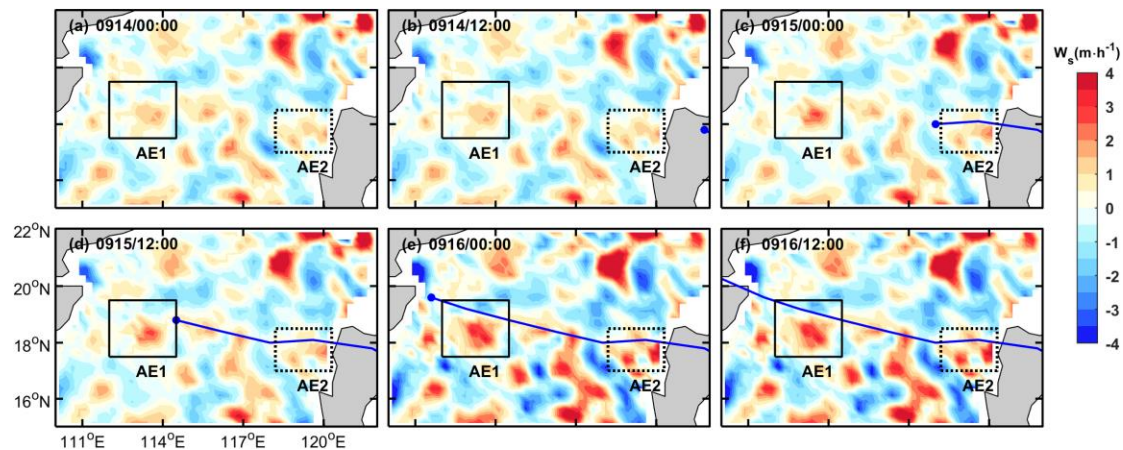 (a) 0914/00:00
(b) 0914/12:00
(c) 0915/00:00
Wₛ(m·h⁻¹)
AE1
AE2
AE1
AE2
AE1
AE2
4
3
2
1
0
-1
-2
-3
-4
22°N
20°N
18°N
16°N
(d) 0915/12:00
(e) 0916/00:00
(f) 0916/12:00
AE1
AE2
AE1
AE2
AE1
AE2
111°E
114°E
117°E
120°E